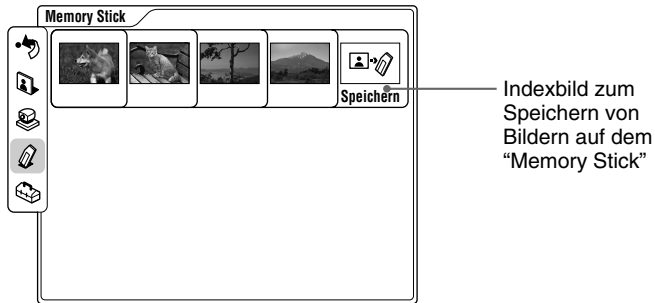 Memory Stick
Speichern
Indexbild zum
Speichern von
Bildern auf dem
“Memory Stick”